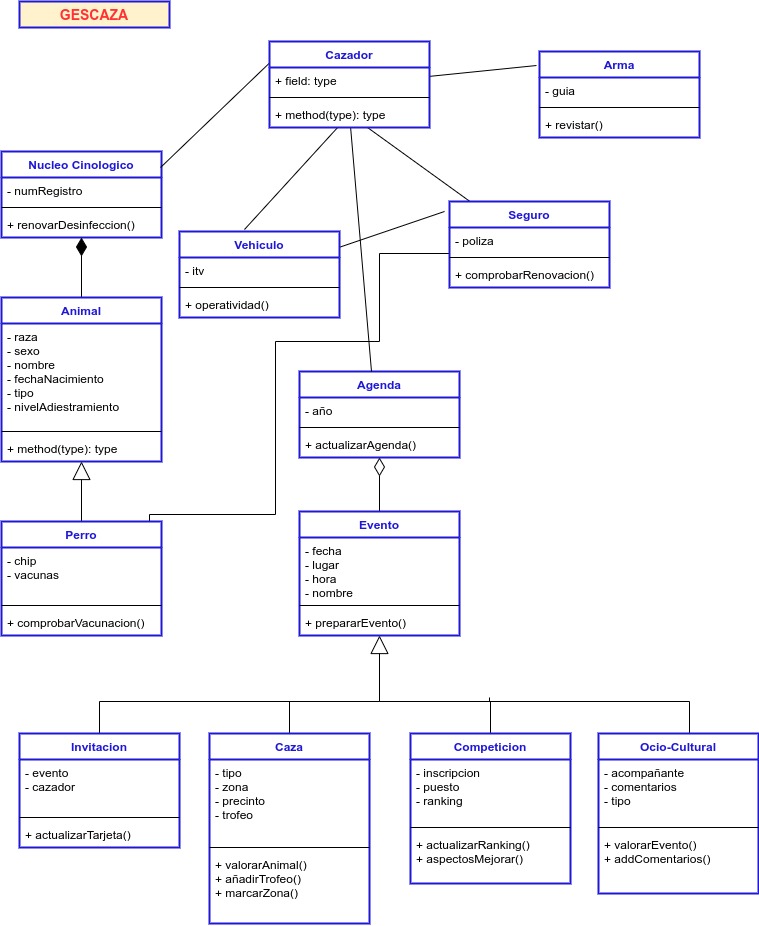 GESCAZA
Cazador
+ field: type
+ method(type): type
Arma
- guia
+ revistar()
Nucleo Cinologico
- numRegistro
+ renovarDesinfeccion()
Vehiculo
- itv
+ operatividad()
Seguro
- poliza
+ comprobarRenovacion()
Animal
- raza
- sexo
- nombre
- fechaNacimiento
- tipo
- nivelAdiestramiento
+ method(type): type
Agenda
- año
+ actualizarAgenda()
Perro
- chip
- vacunas
+ comprobarVacunacion()
Evento
- fecha
- lugar
- hora
- nombre
+ prepararEvento()
Invitacion
- evento
- cazador
+ actualizarTarjeta()
Caza
- tipo
- zona
- precinto
- trofeo
+ valorarAnimal()
+ añadirTrofeo()
+ marcarZona()
Competicion
- inscripcion
- puesto
- ranking
+ actualizarRanking()
+ aspectosMejorar()
Ocio-Cultural
- acompañante
- comentarios
- tipo
+ valorarEvento()
+ addComentarios()